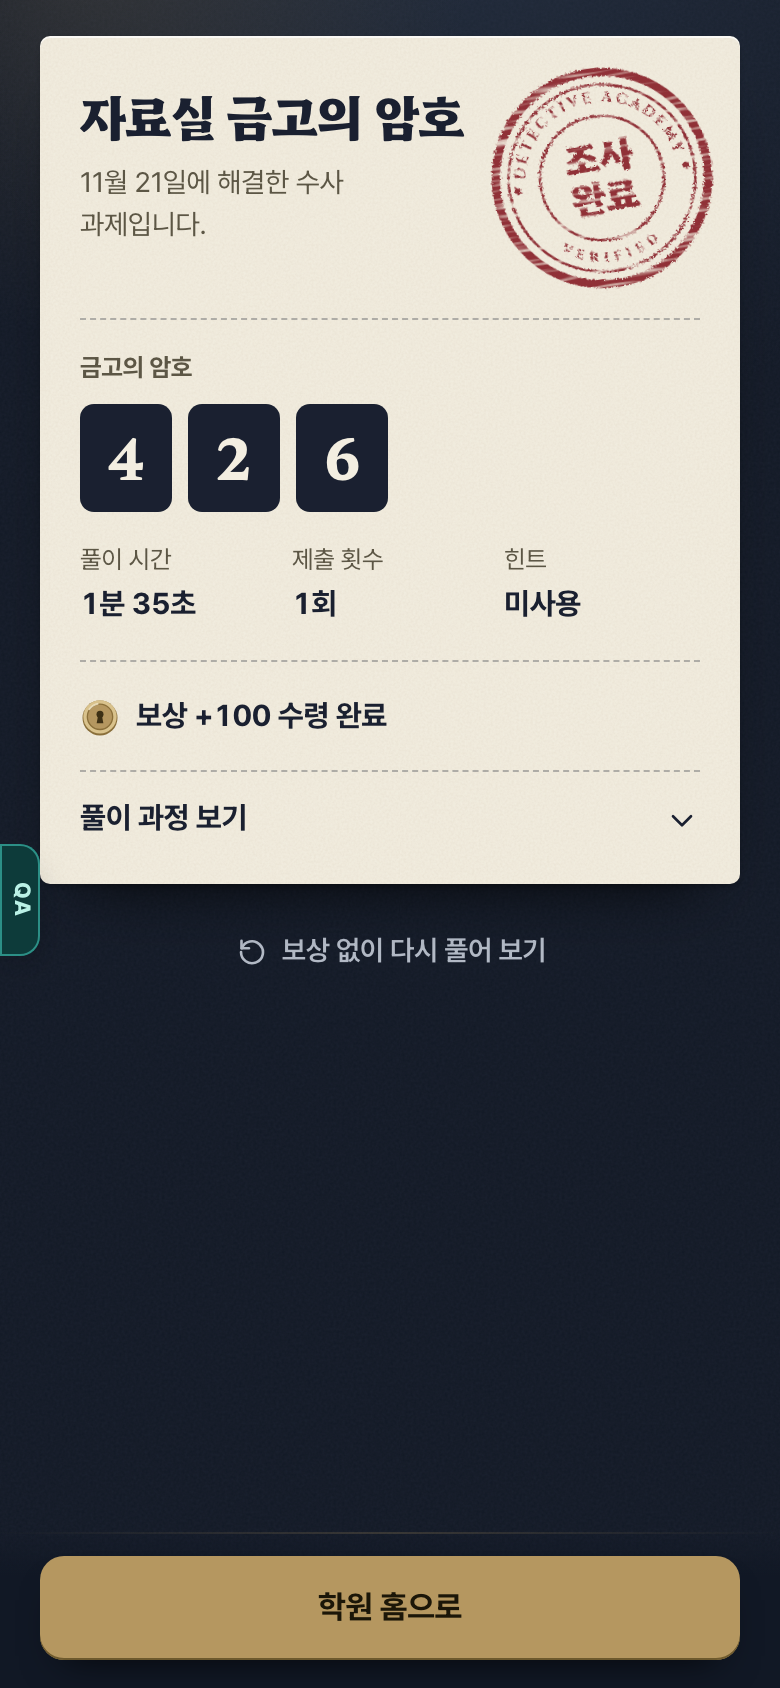 자료실 금고의 암호
11월 21일에 해결한 수사
과제입니다.
DETECTIVE ACADEMY
조사
완료
VERIFIED
금고의 암호
4 2 6
풀이 시간 제출 횟수 힌트
1분 35초 1회 미사용
보상 +100 수령 완료
풀이 과정 보기
QA
보상 없이 다시 풀어 보기
학원 홈으로